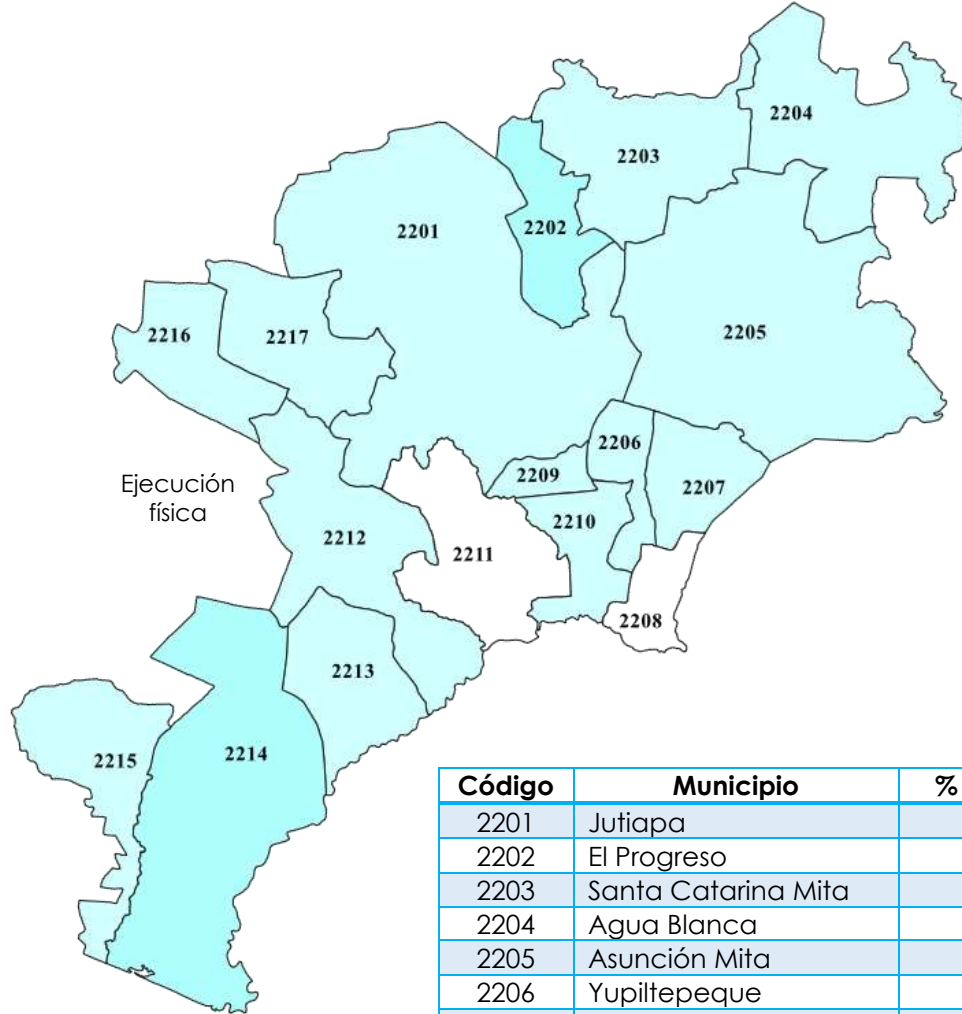 2204
2203
2201
2202
2205
2216
2217
2206
2209
2207
2210
Ejecución
física
2212
2211
2208
2213
2215
2214
Código Municipio %
2201 Jutiapa
2202 El Progreso
2203 Santa Catarina Mita
2204 Agua Blanca
2205 Asunción Mita
2206 Yupiltepeque